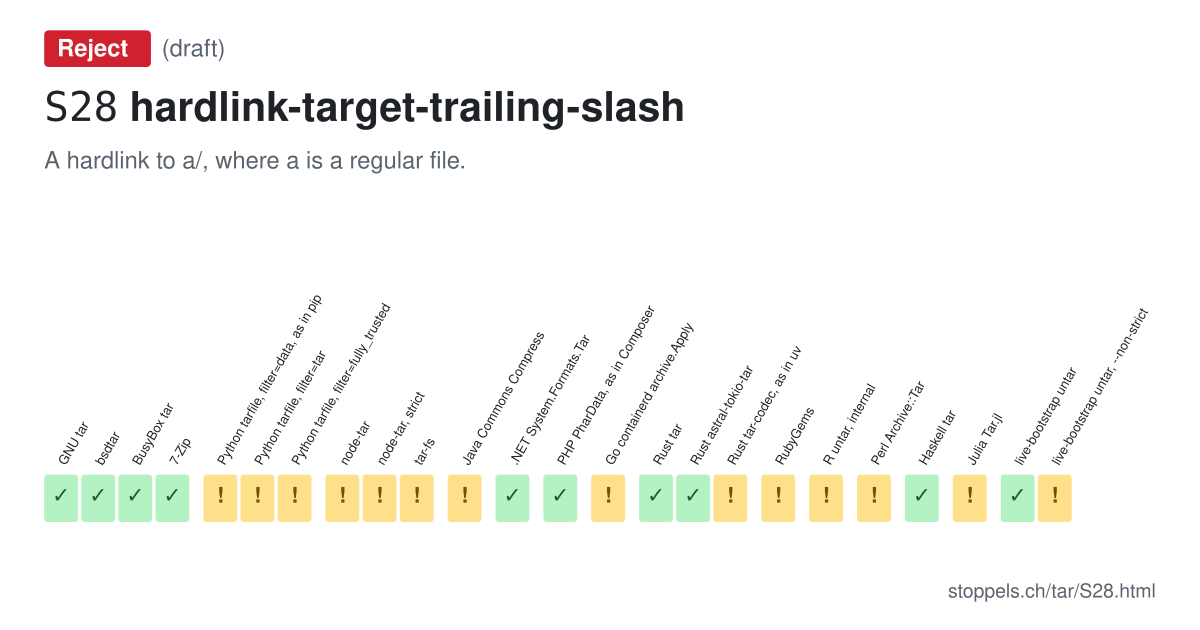 Reject (draft)
S28 hardlink-target-trailing-slash
A hardlink to a/, where a is a regular file.
GNU tar
bsdtar
BusyBox tar
7-Zip
Python tarfile, filter=data, as in pip
Python tarfile, filter=tar
Python tarfile, filter=fully_trusted
node-tar
node-tar, strict
tar-fs
Java Commons Compress
.NET System.Formats.Tar
PHP PharData, as in Composer
Go containerd archive.Apply
Rust tar
Rust astral-tokio-tar
Rust tar-codec, as in uv
RubyGems
R untar, internal
Perl Archive::Tar
Haskell tar
Julia Tar.jl
live-bootstrap untar
live-bootstrap untar, --non-strict
✓ ✓ ✓ ✓ ! ! ! ! ! ! ! ✓ ✓ ! ✓ ✓ ! ! ! ! ✓ ! ✓ !
stoppels.ch/tar/S28.html